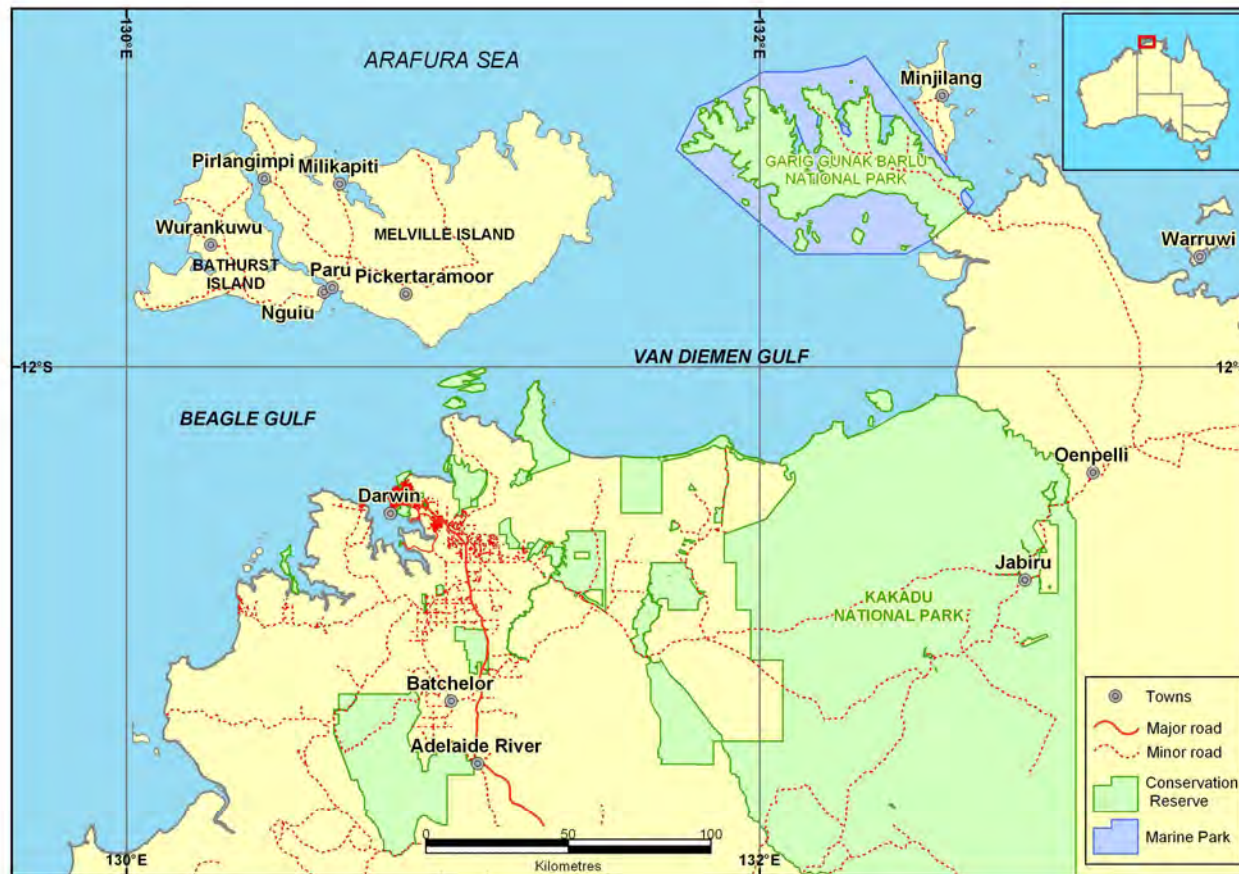 130°E
132°E
ARAFURA SEA
Minjilang
Pirlangimpi
Milikapiti
GARIG GUNAK BARLU
NATIONAL PARK
Wurankuwu
MELVILLE ISLAND
Warruwi
BATHURST
ISLAND
Paru
Pickertaramoor
Nguiu
VAN DIEMEN GULF
12°S
12°
BEAGLE GULF
Oenpelli
Darwin
Jabiru
KAKADU
NATIONAL PARK
Batchelor
Adelaide River
Towns
Major road
Minor road
Conservation
Reserve
Marine Park
0
50
100
Kilometres
130°E
132°E